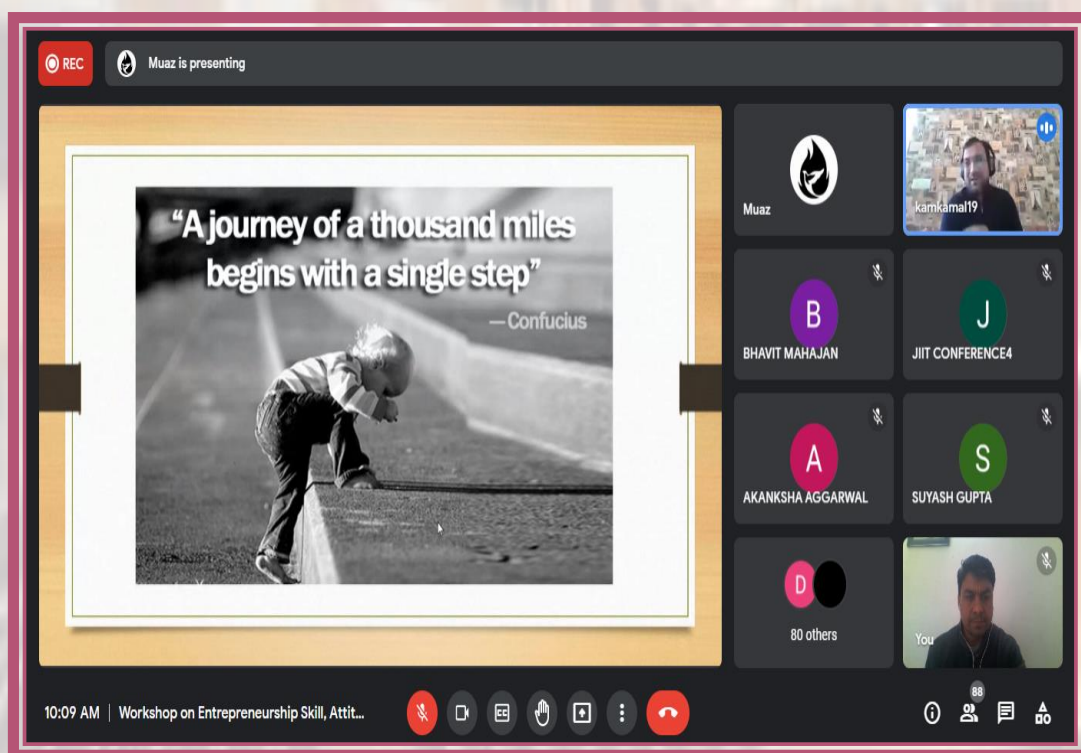 REC
Muaz is presenting
“A journey of a thousand miles
begins with a single step”
—Confucius
Muaz
kamkamal19
B
BHAVIT MAHAJAN
J
JIIT CONFERENCE4
A
AKANKSHA AGGARWAL
S
SUYASH GUPTA
D
80 others
You
10:09 AM | Workshop on Entrepreneurship Skill, Attit...
CC
88